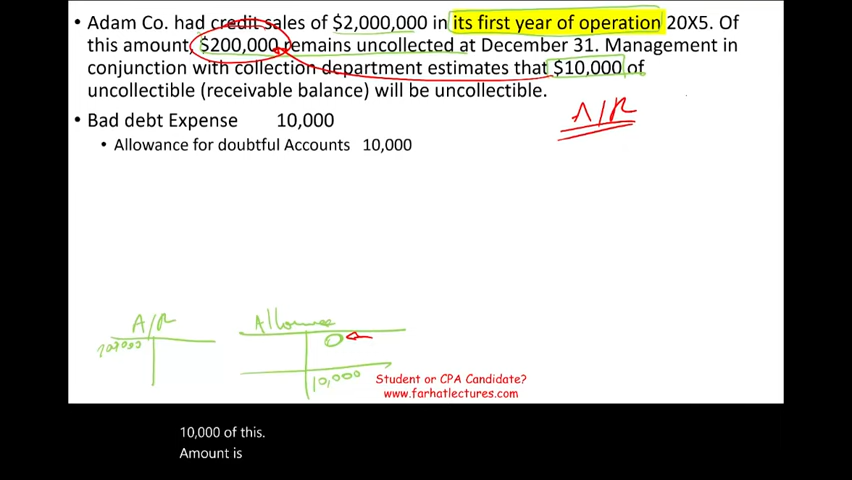 • Adam Co. had credit sales of $2,000,000 in its first year of operation 20X5. Of
this amount, $200,000 remains uncollected at December 31. Management in
conjunction with collection department estimates that $10,000 of
uncollectible (receivable balance) will be uncollectible.
A/R
• Bad debt Expense 10,000
• Allowance for doubtful Accounts 10,000
A/R
Allowance
0
10,000
Student or CPA Candidate?
www.farhatlectures.com
10,000 of this.
Amount is